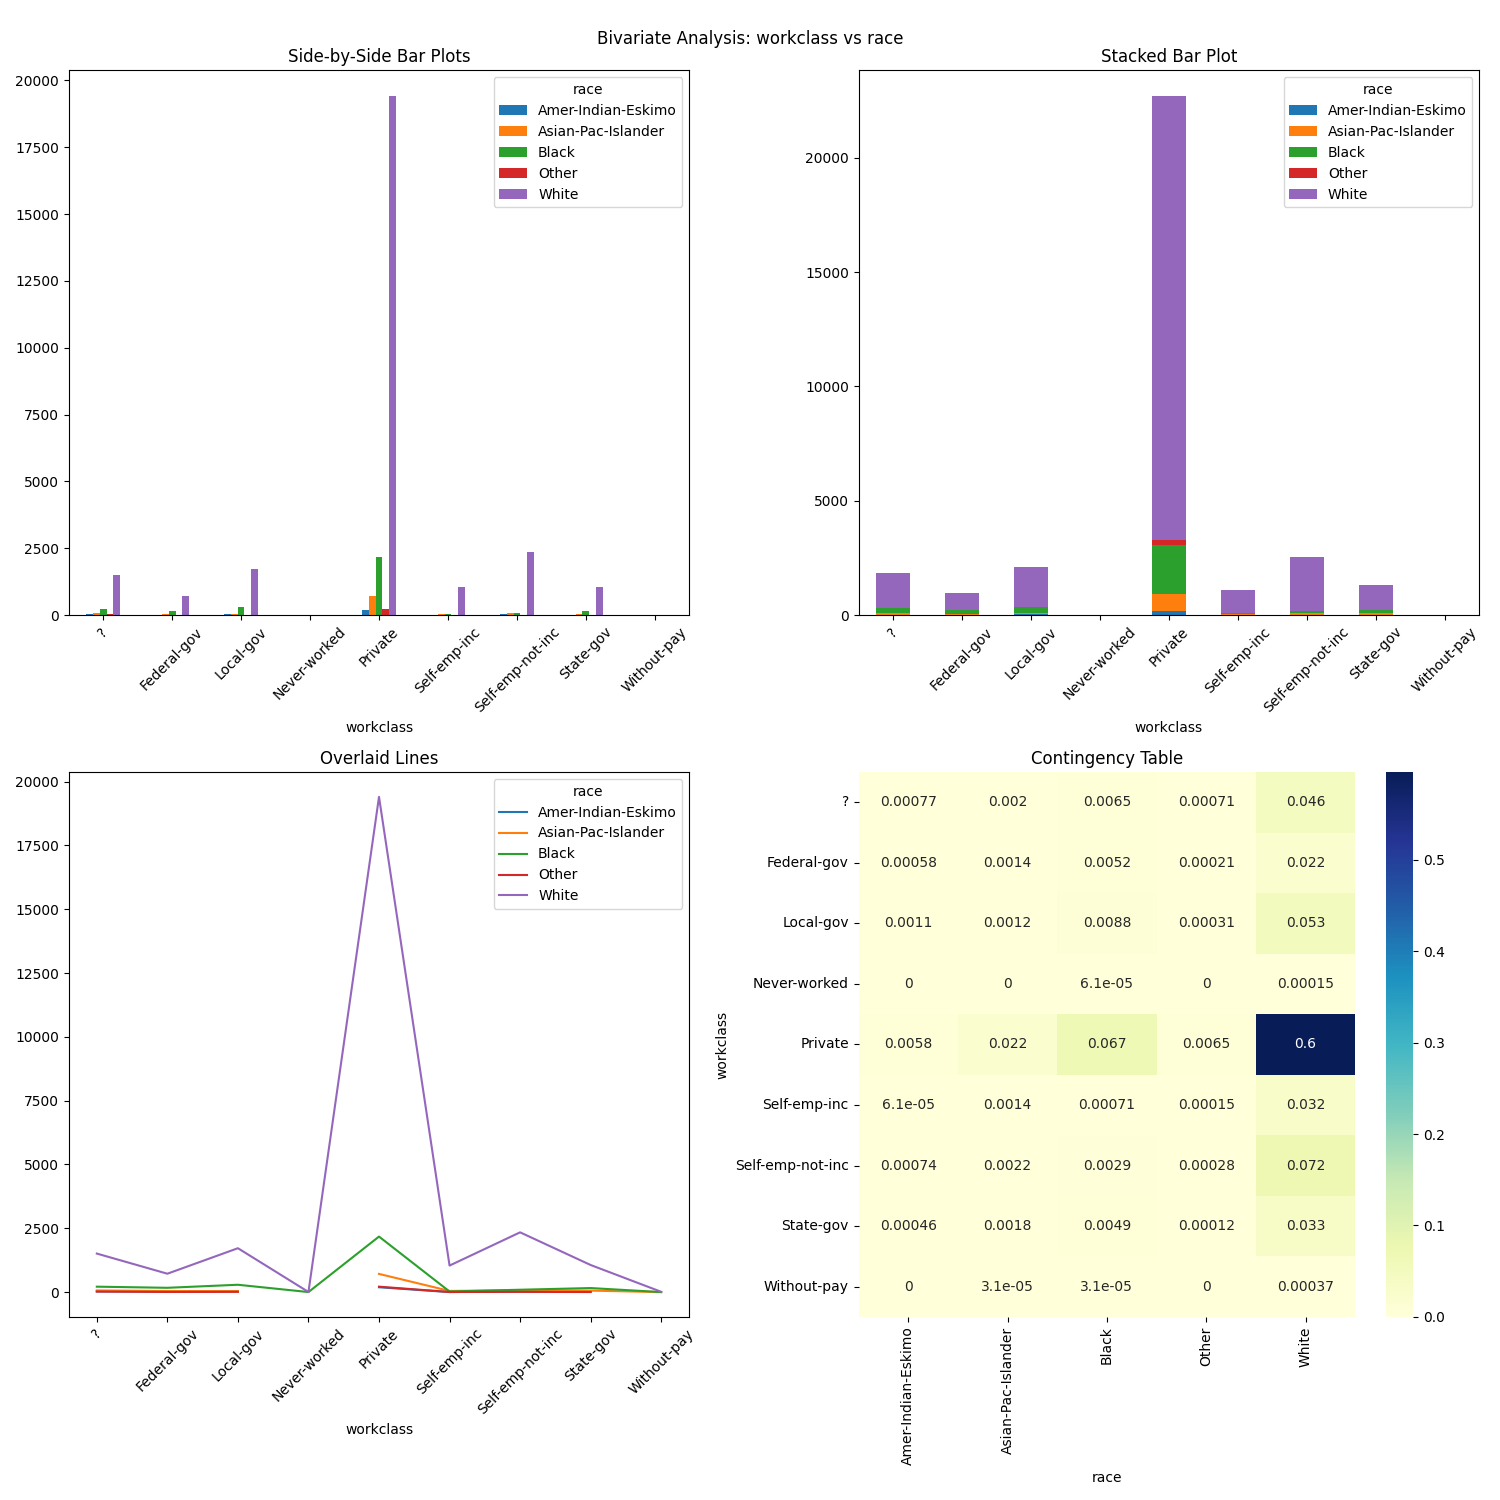 Bivariate Analysis: workclass vs race
Side-by-Side Bar Plots
20000
17500
15000
12500
10000
7500
5000
2500
0
race
Amer-Indian-Eskimo
Asian-Pac-Islander
Black
Other
White
?
Federal-gov
Local-gov
Never-worked
Private
Self-emp-inc
Self-emp-not-inc
State-gov
Without-pay
workclass
Stacked Bar Plot
20000
15000
10000
5000
0
race
Amer-Indian-Eskimo
Asian-Pac-Islander
Black
Other
White
?
Federal-gov
Local-gov
Never-worked
Private
Self-emp-inc
Self-emp-not-inc
State-gov
Without-pay
workclass
Overlaid Lines
20000
17500
15000
12500
10000
7500
5000
2500
0
race
Amer-Indian-Eskimo
Asian-Pac-Islander
Black
Other
White
?
Federal-gov
Local-gov
Never-worked
Private
Self-emp-inc
Self-emp-not-inc
State-gov
Without-pay
workclass
Contingency Table
workclass
? 0.00077 0.002 0.0065 0.00071 0.046
Federal-gov 0.00058 0.0014 0.0052 0.00021 0.022
Local-gov 0.0011 0.0012 0.0088 0.00031 0.053
Never-worked 0 0 6.1e-05 0 0.00015
Private 0.0058 0.022 0.067 0.0065 0.6
Self-emp-inc 6.1e-05 0.0014 0.00071 0.00015 0.032
Self-emp-not-inc 0.00074 0.0022 0.0029 0.00028 0.072
State-gov 0.00046 0.0018 0.0049 0.00012 0.033
Without-pay 0 3.1e-05 3.1e-05 0 0.00037
Amer-Indian-Eskimo
Asian-Pac-Islander
Black
Other
White
race
0.5
0.4
0.3
0.2
0.1
0.0